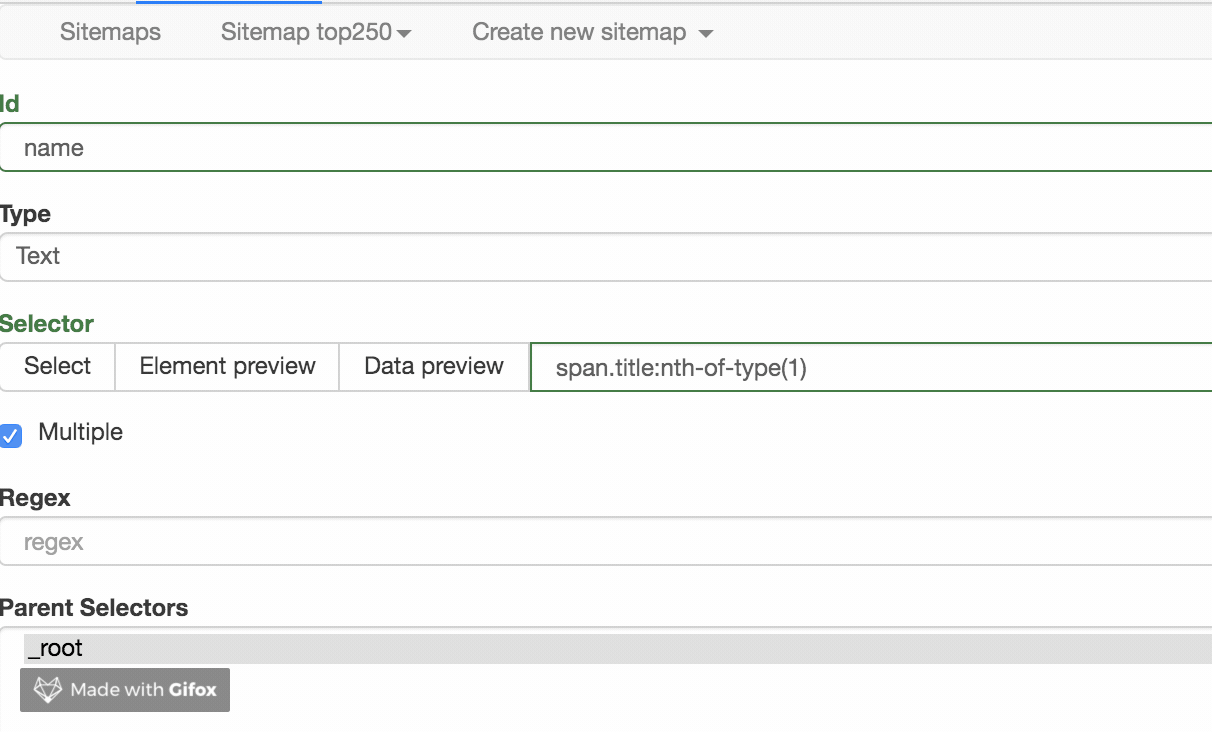 Sitemaps Sitemap top250 Create new sitemap
Id
name
Type
Text
Selector
Select Element preview Data preview span.title:nth-of-type(1)
Multiple
Regex
regex
Parent Selectors
_root
Made with Gifox